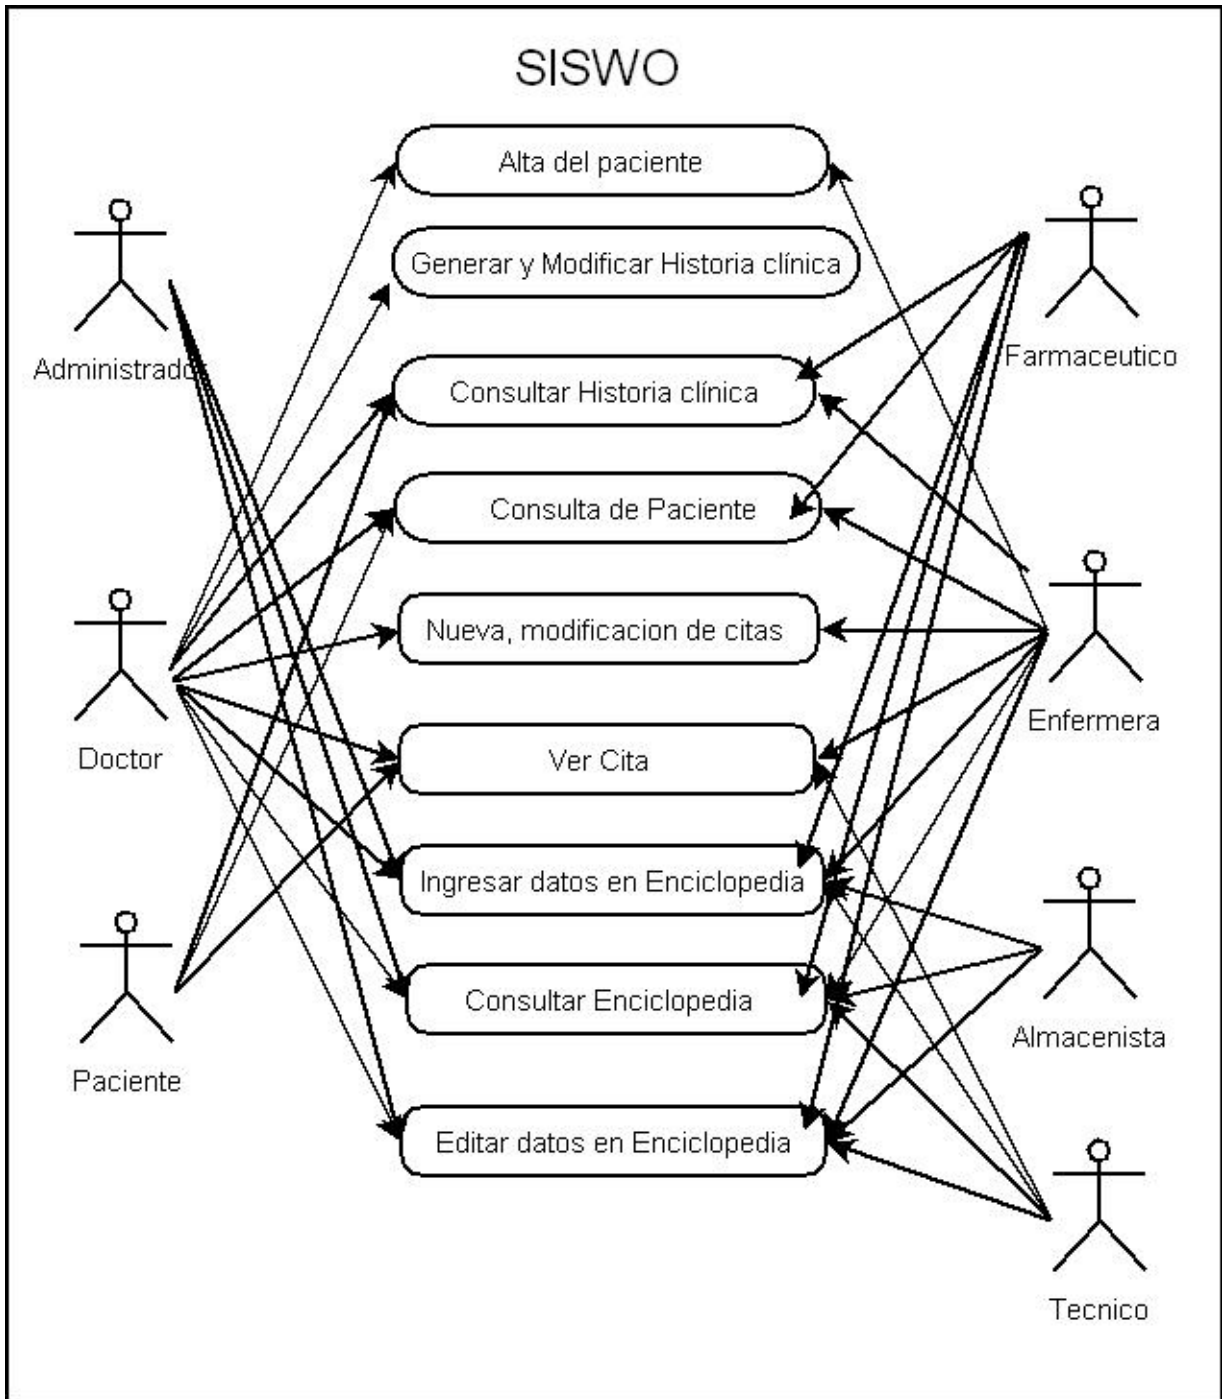 SISWO
Alta del paciente
Generar y Modificar Historia clínica
Administrador
Farmaceutico
Consultar Historia clínica
Consulta de Paciente
Nueva, modificacion de citas
Enfermera
Doctor
Ver Cita
Ingresar datos en Enciclopedia
Consultar Enciclopedia
Almacenista
Paciente
Editar datos en Enciclopedia
Tecnico